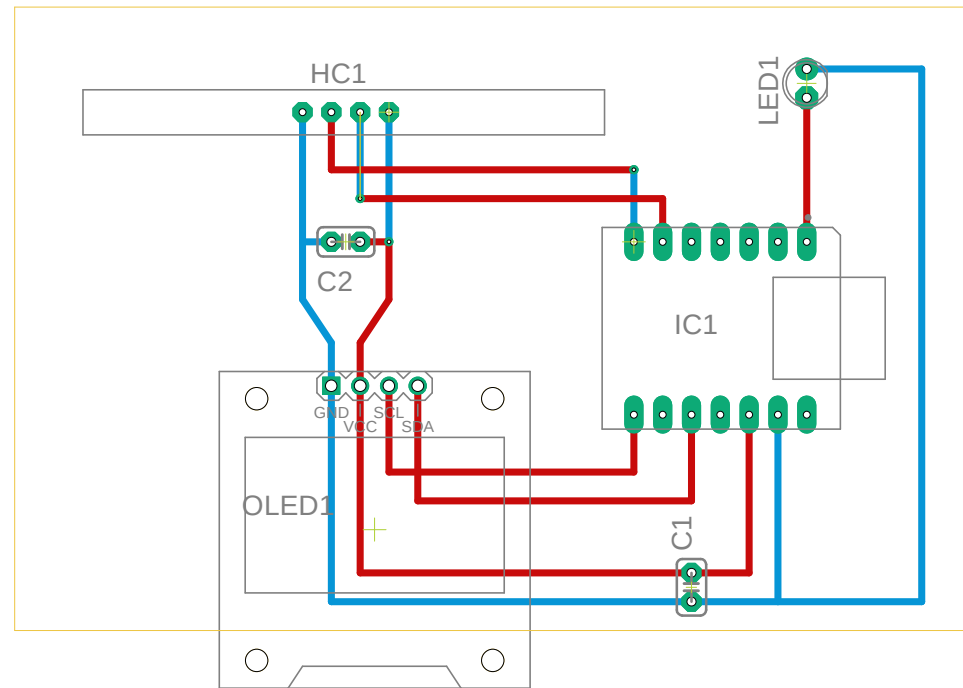 HC1
LED1
C2
IC1
GND
VCC
SCL
SDA
OLED1
C1